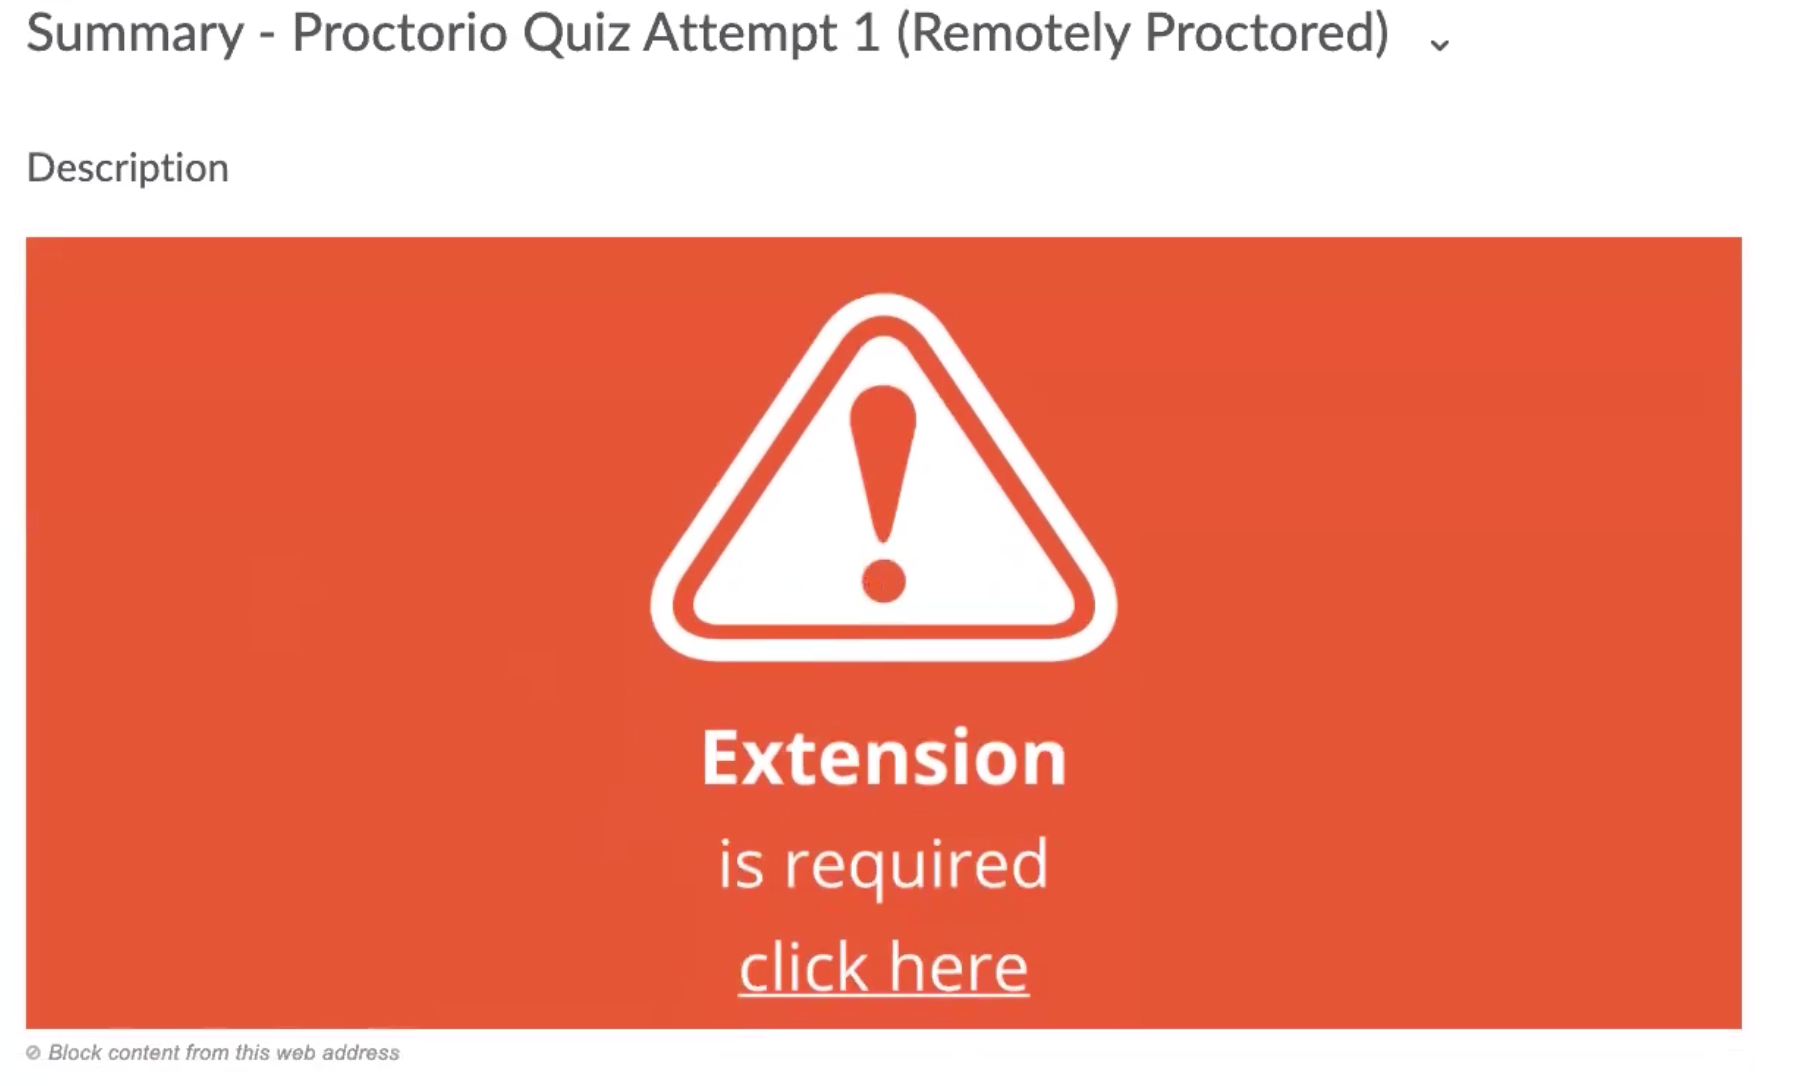 Summary - Proctorio Quiz Attempt 1 (Remotely Proctored)
Description
Extension
is required
click here
Block content from this web address